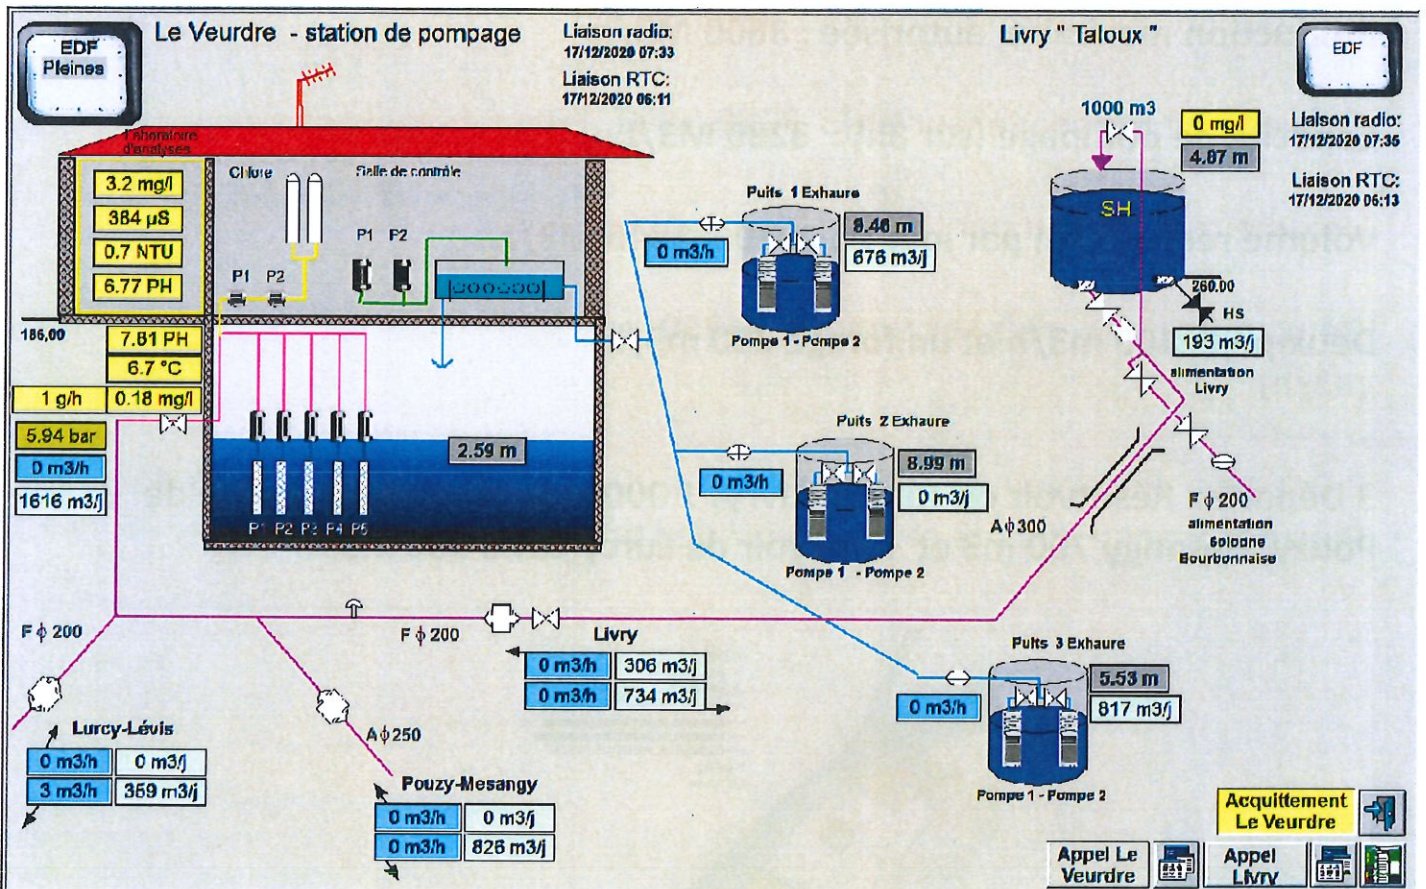 EDF
Pleines
Le Veurdre - station de pompage
Liaison radio:
17/12/2020 07:33
Liaison RTC:
17/12/2020 06:11
Livry " Taloux "
EDF
Liaison radio:
17/12/2020 07:35
Liaison RTC:
17/12/2020 06:13
1000 m3
0 mg/l
4.87 m
SH
260.00
HS
193 m3/j
alimentation
Livry
Laboratoire
d'analyses
3.2 mg/l
384 µS
0.7 NTU
6.77 PH
Chlore
P1 P2
Salle de contrôle
P1 P2
186,00
7.81 PH
6.7 °C
1 g/h
0.18 mg/l
5.94 bar
0 m3/h
1616 m3/j
2.59 m
P1 P2 P3 P4 P5
Puits 1 Exhaure
0 m3/h
8.46 m
676 m3/j
Pompe 1 - Pompe 2
Puits 2 Exhaure
0 m3/h
8.99 m
0 m3/j
Pompe 1 - Pompe 2
A ϕ 300
F ϕ 200
alimentation
Sologne
Bourbonnaise
F ϕ 200
F ϕ 200
Livry
0 m3/h 306 m3/j
0 m3/h 734 m3/j
Puits 3 Exhaure
0 m3/h
5.53 m
817 m3/j
Pompe 1 - Pompe 2
Lurcy-Lévis
0 m3/h 0 m3/j
3 m3/h 359 m3/j
A ϕ 250
Pouzy-Mesangy
0 m3/h 0 m3/j
0 m3/h 826 m3/j
Acquittement
Le Veurdre
Appel Le
Veurdre
Appel
Livry